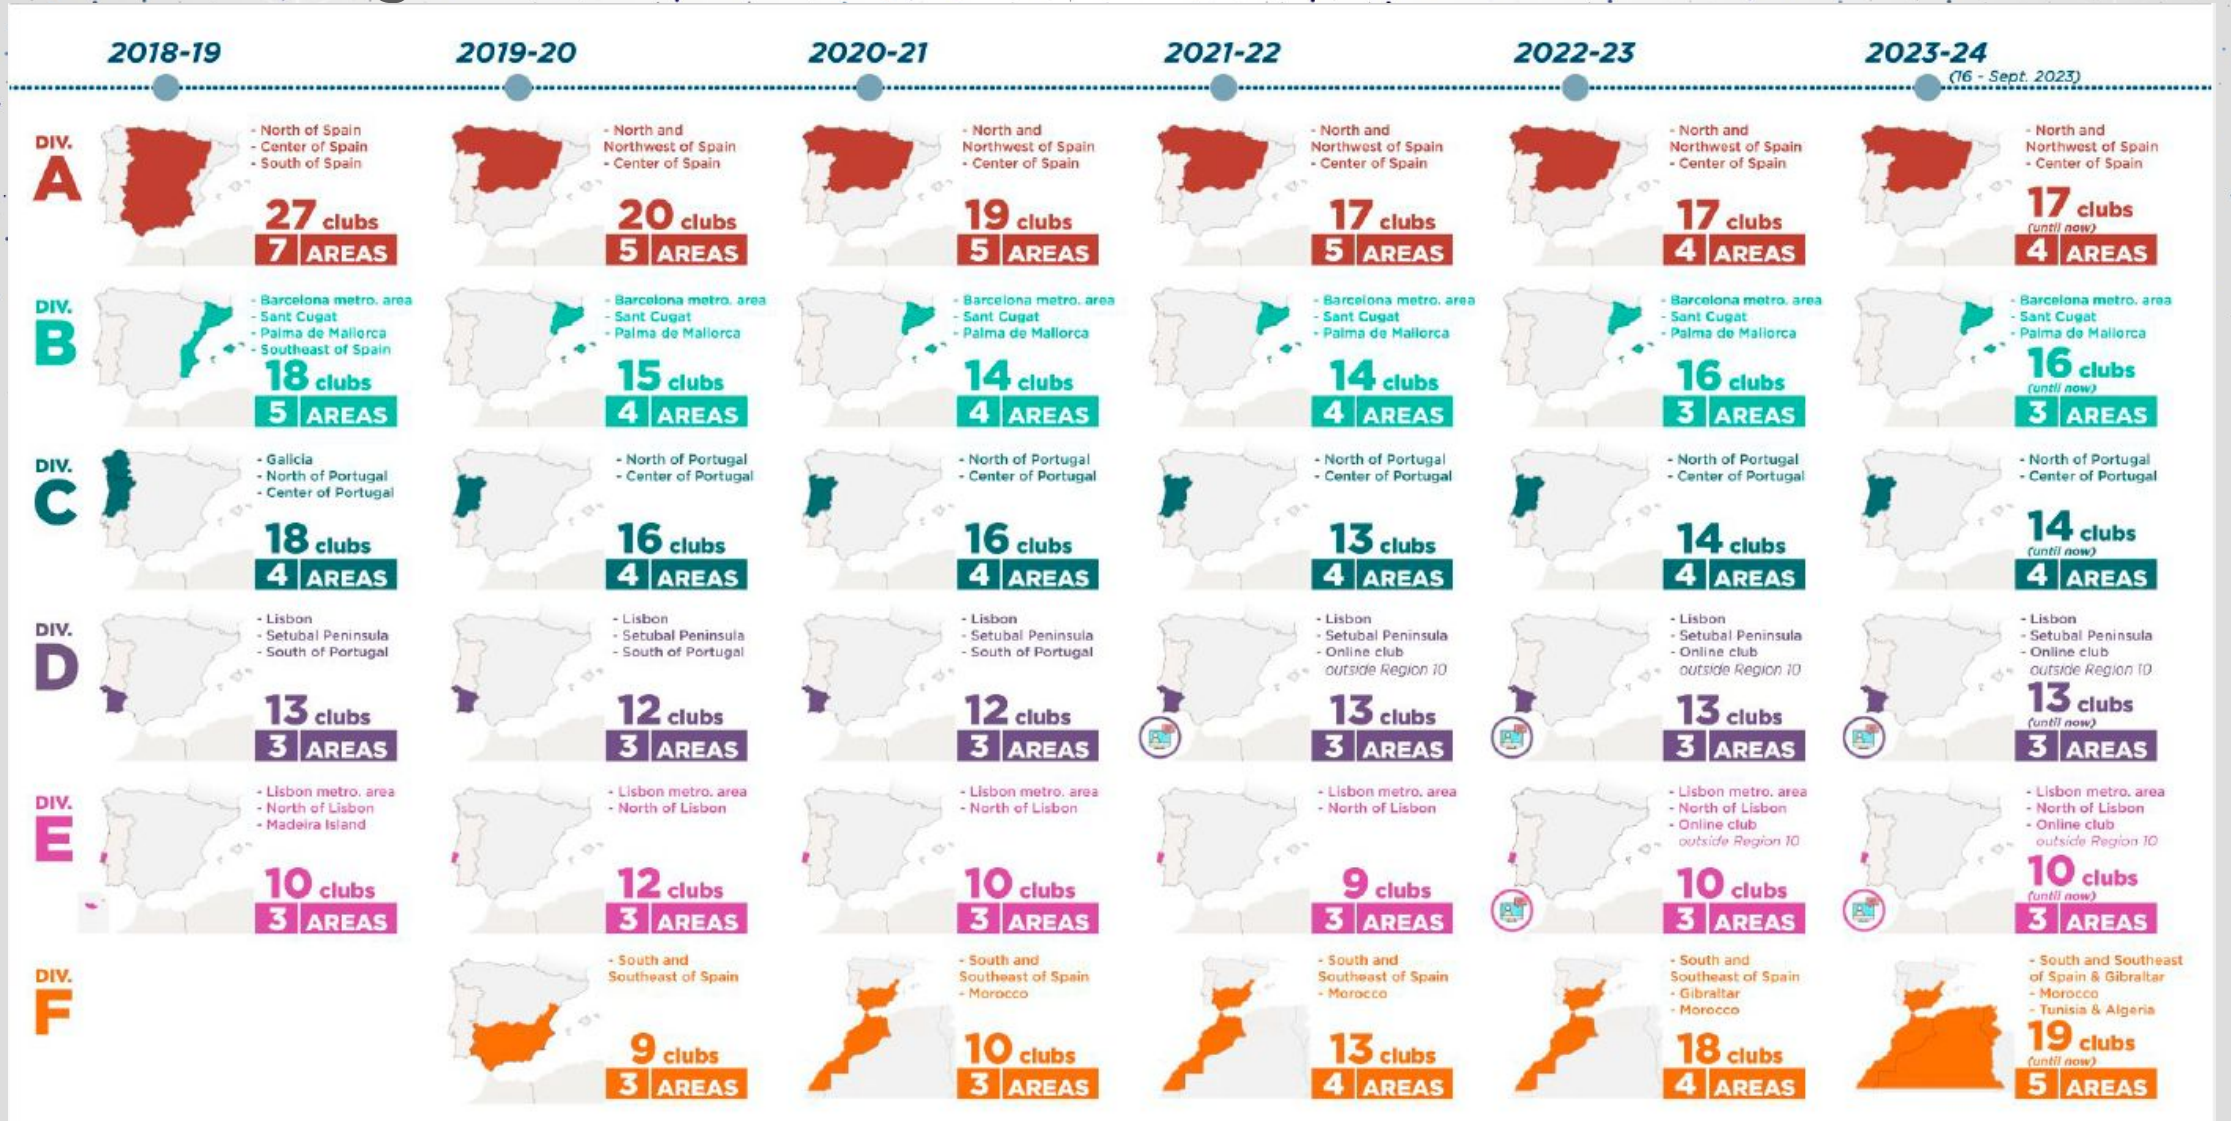 2018-19
2019-20
2020-21
2021-22
2022-23
2023-24
(16 - Sept. 2023)
DIV.
A
- North of Spain
- Center of Spain
- South of Spain
27 clubs
7 AREAS
- North and
Northwest of Spain
- Center of Spain
20 clubs
5 AREAS
- North and
Northwest of Spain
- Center of Spain
19 clubs
5 AREAS
- North and
Northwest of Spain
- Center of Spain
17 clubs
5 AREAS
- North and
Northwest of Spain
- Center of Spain
17 clubs
4 AREAS
- North and
Northwest of Spain
- Center of Spain
17 clubs
(until now)
4 AREAS
DIV.
B
- Barcelona metro. area
- Sant Cugat
- Palma de Mallorca
- Southeast of Spain
18 clubs
5 AREAS
- Barcelona metro. area
- Sant Cugat
- Palma de Mallorca
15 clubs
4 AREAS
- Barcelona metro. area
- Sant Cugat
- Palma de Mallorca
14 clubs
4 AREAS
- Barcelona metro. area
- Sant Cugat
- Palma de Mallorca
14 clubs
4 AREAS
- Barcelona metro. area
- Sant Cugat
- Palma de Mallorca
16 clubs
3 AREAS
- Barcelona metro. area
- Sant Cugat
- Palma de Mallorca
16 clubs
(until now)
3 AREAS
DIV.
C
- Galicia
- North of Portugal
- Center of Portugal
18 clubs
4 AREAS
- North of Portugal
- Center of Portugal
16 clubs
4 AREAS
- North of Portugal
- Center of Portugal
16 clubs
4 AREAS
- North of Portugal
- Center of Portugal
13 clubs
4 AREAS
- North of Portugal
- Center of Portugal
14 clubs
4 AREAS
- North of Portugal
- Center of Portugal
14 clubs
(until now)
4 AREAS
DIV.
D
- Lisbon
- Setubal Peninsula
- South of Portugal
13 clubs
3 AREAS
- Lisbon
- Setubal Peninsula
- South of Portugal
12 clubs
3 AREAS
- Lisbon
- Setubal Peninsula
- South of Portugal
12 clubs
3 AREAS
- Lisbon
- Setubal Peninsula
- Online club
outside Region 10
13 clubs
3 AREAS
- Lisbon
- Setubal Peninsula
- Online club
outside Region 10
13 clubs
3 AREAS
- Lisbon
- Setubal Peninsula
- Online club
outside Region 10
13 clubs
(until now)
3 AREAS
DIV.
E
- Lisbon metro. area
- North of Lisbon
- Madeira Island
10 clubs
3 AREAS
- Lisbon metro. area
- North of Lisbon
12 clubs
3 AREAS
- Lisbon metro. area
- North of Lisbon
10 clubs
3 AREAS
- Lisbon metro. area
- North of Lisbon
9 clubs
3 AREAS
- Lisbon metro. area
- North of Lisbon
- Online club
outside Region 10
10 clubs
3 AREAS
- Lisbon metro. area
- North of Lisbon
- Online club
outside Region 10
10 clubs
(until now)
3 AREAS
DIV.
F
- South and
Southeast of Spain
9 clubs
3 AREAS
- South and
Southeast of Spain
- Morocco
10 clubs
3 AREAS
- South and
Southeast of Spain
- Morocco
13 clubs
4 AREAS
- South and
Southeast of Spain
- Gibraltar
- Morocco
18 clubs
4 AREAS
- South and Southeast
of Spain & Gibraltar
- Morocco
- Tunisia & Algeria
19 clubs
(until now)
5 AREAS